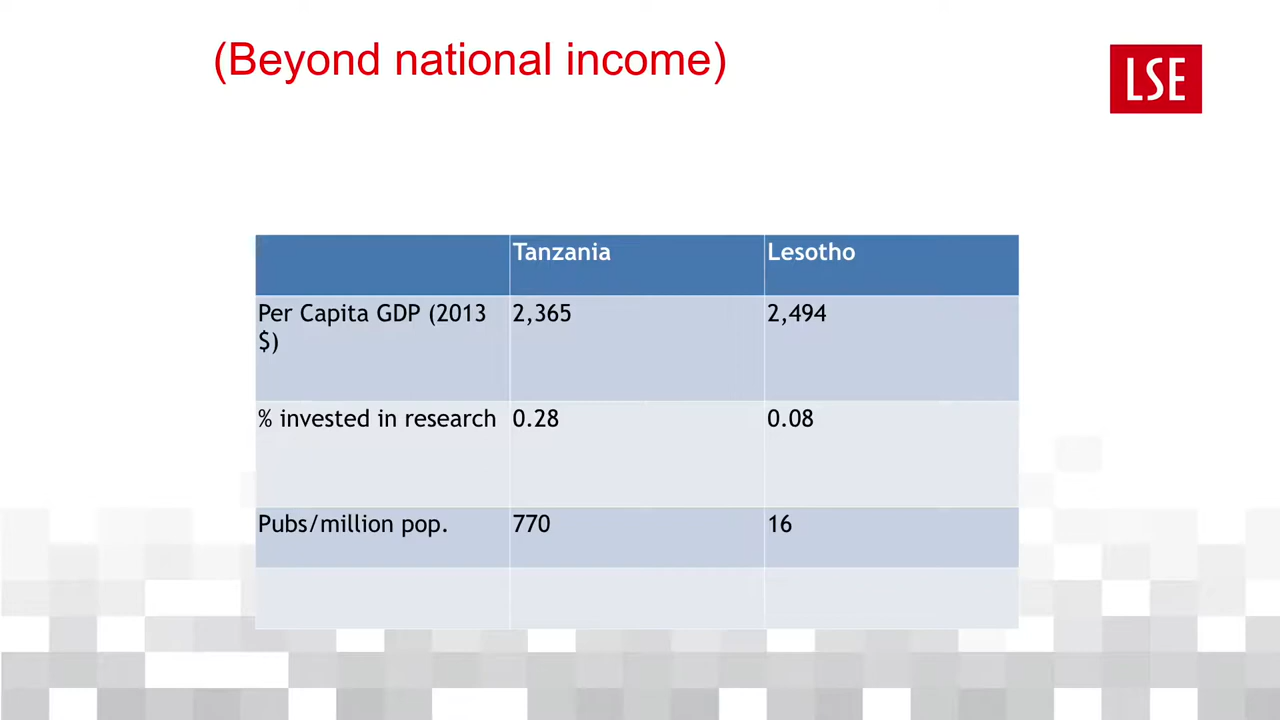 (Beyond national income)
LSE
Tanzania Lesotho
Per Capita GDP (2013 2,365 2,494
$)
% invested in research 0.28 0.08
Pubs/million pop. 770 16